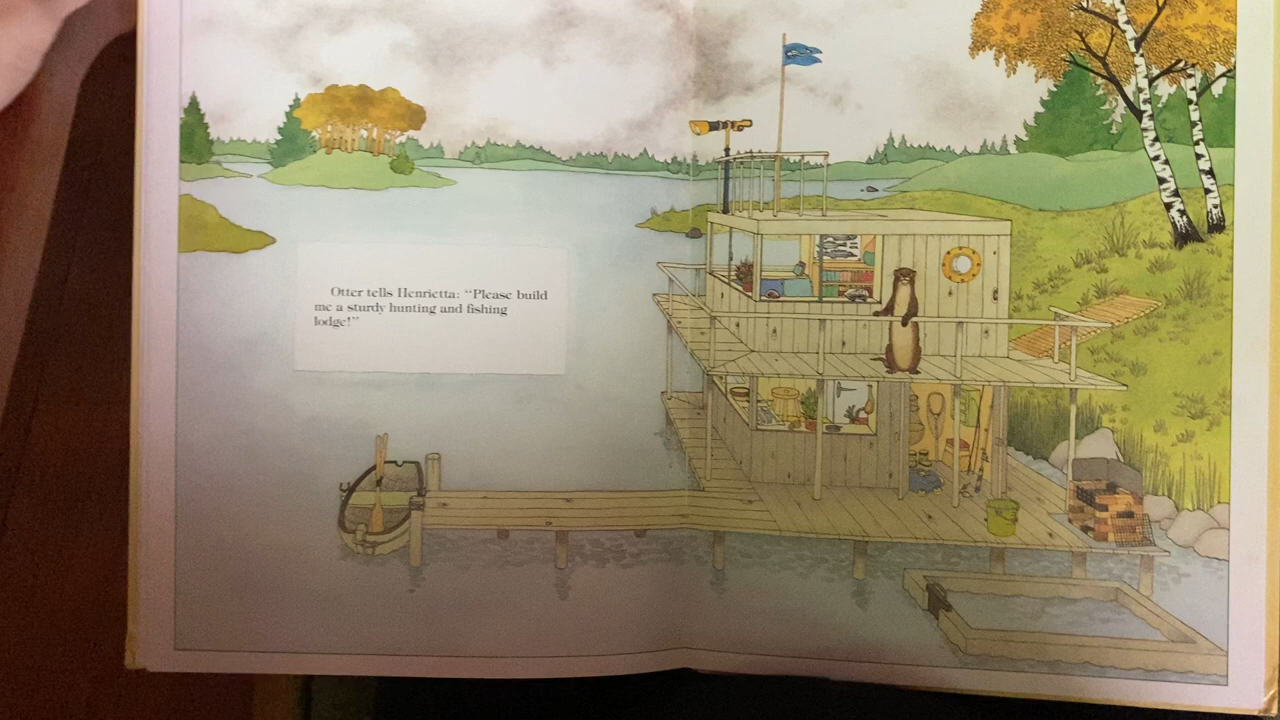 Otter tells Henrietta: “Please build
me a sturdy hunting and fishing
lodge!”